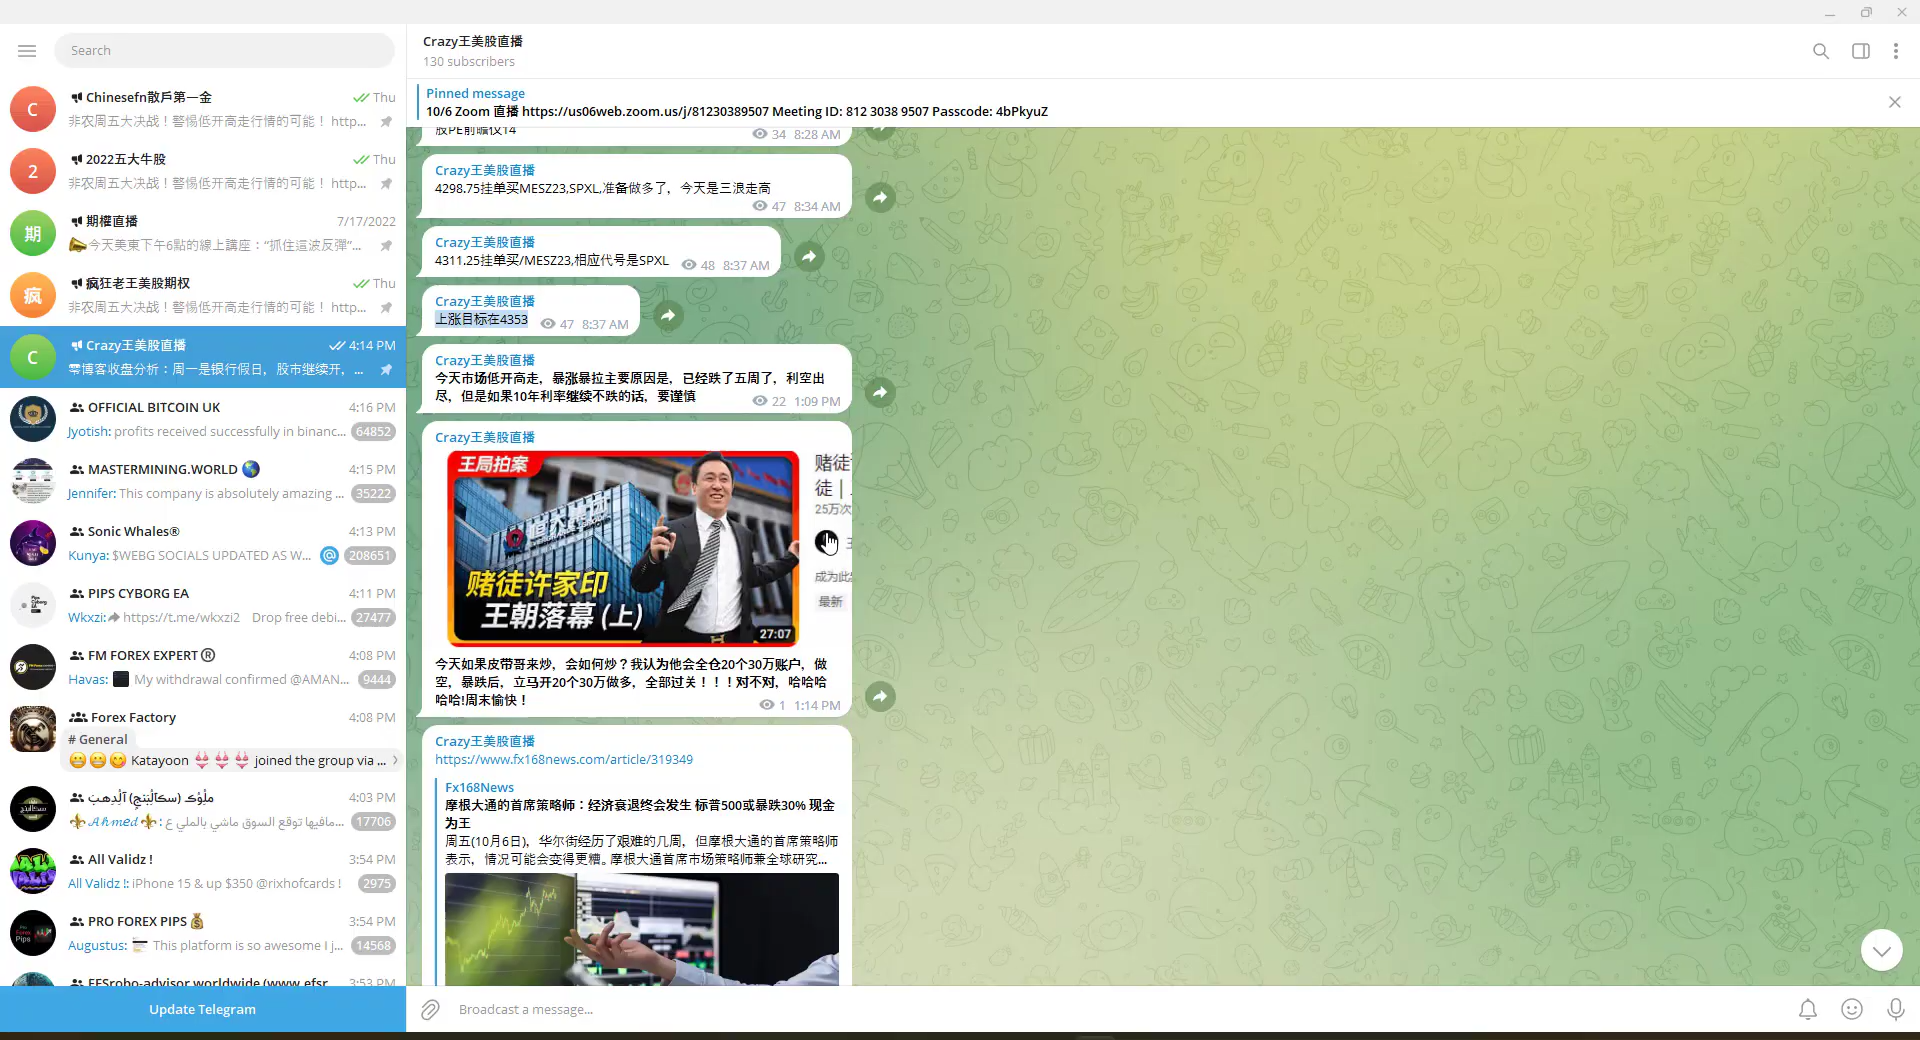 Search
Chinesefn散戶第一金
Thu
非农周五大决战！警惕低开高走行情的可能！ http...
2022五大牛股
Thu
非农周五大决战！警惕低开高走行情的可能！ http...
期權直播
7/17/2022
今天美東下午6點的線上講座：“抓住這波反彈”...
疯狂老王美股期权
Thu
非农周五大决战！警惕低开高走行情的可能！ http...
Crazy王美股直播
4:14 PM
零博客收盘分析：周一是银行假日，股市继续开，...
OFFICIAL BITCOIN UK
4:16 PM
Jyotish: profits received successfully in binanc...
64852
MASTERMINING.WORLD
4:15 PM
Jennifer: This company is absolutely amazing ...
35222
Sonic Whales®
4:13 PM
Kunya: $WEBG SOCIALS UPDATED AS W...
@
208651
PIPS CYBORG EA
4:11 PM
Wkxzi: https://t.me/wkxzi2 Drop free debi...
27477
FM FOREX EXPERT®
4:08 PM
Havas: My withdrawal confirmed @AMAN...
9444
Forex Factory
4:08 PM
# General
Katayoon 👙👙👙 joined the group via ...
4:03 PM
مافيها توقع السوق ماشي بالملي ع...
17706
All Validz !
3:54 PM
All Validz !: iPhone 15 & up $350 @rixhofcards !
2975
PRO FOREX PIPS
3:54 PM
Augustus: This platform is so awesome I j...
14568
EFSrobo-advisor worldwide (www.efsr...
3:53 PM
Update Telegram
Crazy王美股直播
130 subscribers
Pinned message
10/6 Zoom 直播 https://us06web.zoom.us/j/81230389507 Meeting ID: 812 3038 9507 Passcode: 4bPkyuZ
股PE前瞻仅14
34 8:28 AM
Crazy王美股直播
4298.75挂单买MESZ23,SPXL,准备做多了，今天是三浪走高
47 8:34 AM
Crazy王美股直播
4311.25挂单买/MESZ23,相应代号是SPXL
48 8:37 AM
Crazy王美股直播
上涨目标在4353
47 8:37 AM
Crazy王美股直播
今天市场低开高走，暴涨暴拉主要原因是，已经跌了五周了，利空出
尽，但是如果10年利率继续不跌的话，要谨慎
22 1:09 PM
Crazy王美股直播
王局拍案
恒大集团
赌徒许家印
王朝落幕(上)
27:07
赌徒
徒 |
25万次
成为此
最新
今天如果皮带哥来炒，会如何炒？我认为他会全仓20个30万账户，做
空，暴跌后，立马开20个30万做多，全部过关！！！对不对，哈哈哈
哈哈!周末愉快！
1 1:14 PM
Crazy王美股直播
https://www.fx168news.com/article/319349
Fx168News
摩根大通的首席策略师：经济衰退终会发生 标普500或暴跌30% 现金
为王
周五(10月6日)，华尔街经历了艰难的几周，但摩根大通的首席策略师
表示，情况可能会变得更糟。摩根大通首席市场策略师兼全球研究...
Broadcast a message...